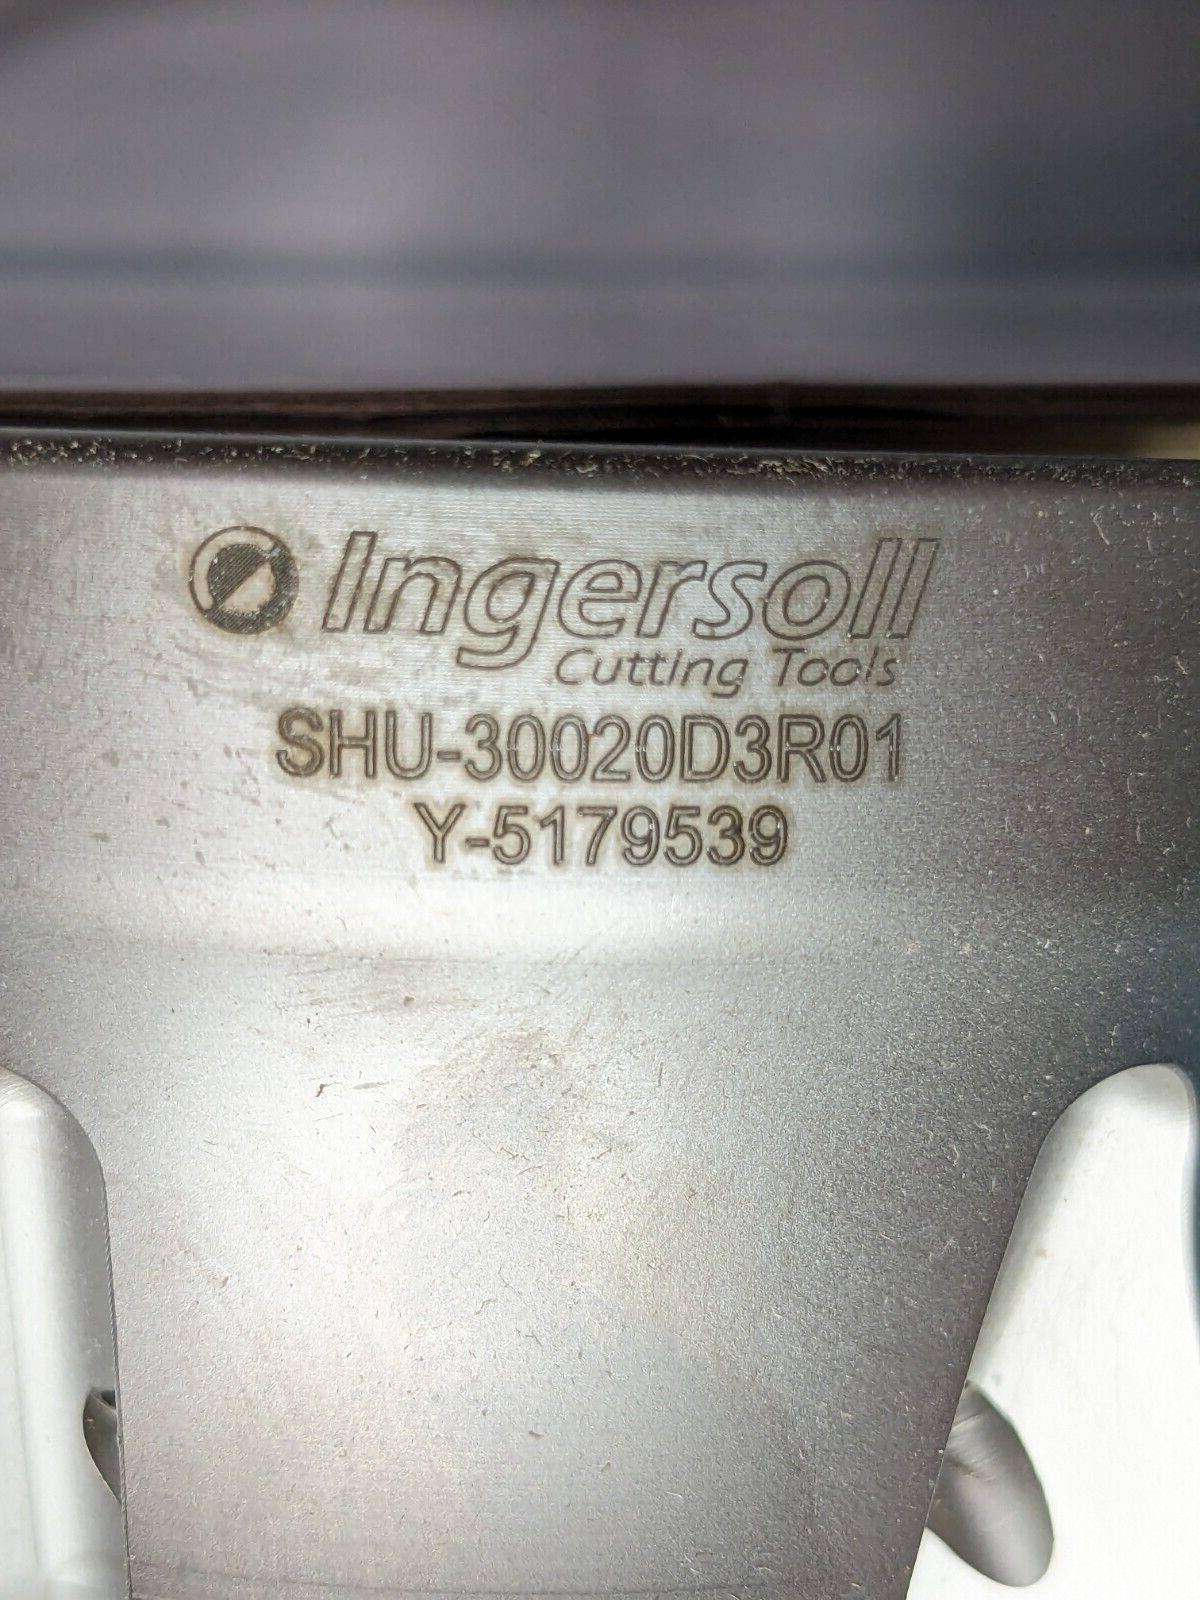 Ingersoll
Cutting Tools
SHU-30020D3R01
Y-5179539